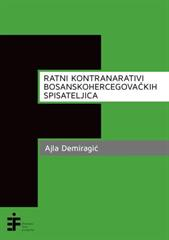 RATNI KONTRANARATIVI
BOSANSKOHERCEGOVAČKIH
SPISATELJICA
Ajla Demiragić